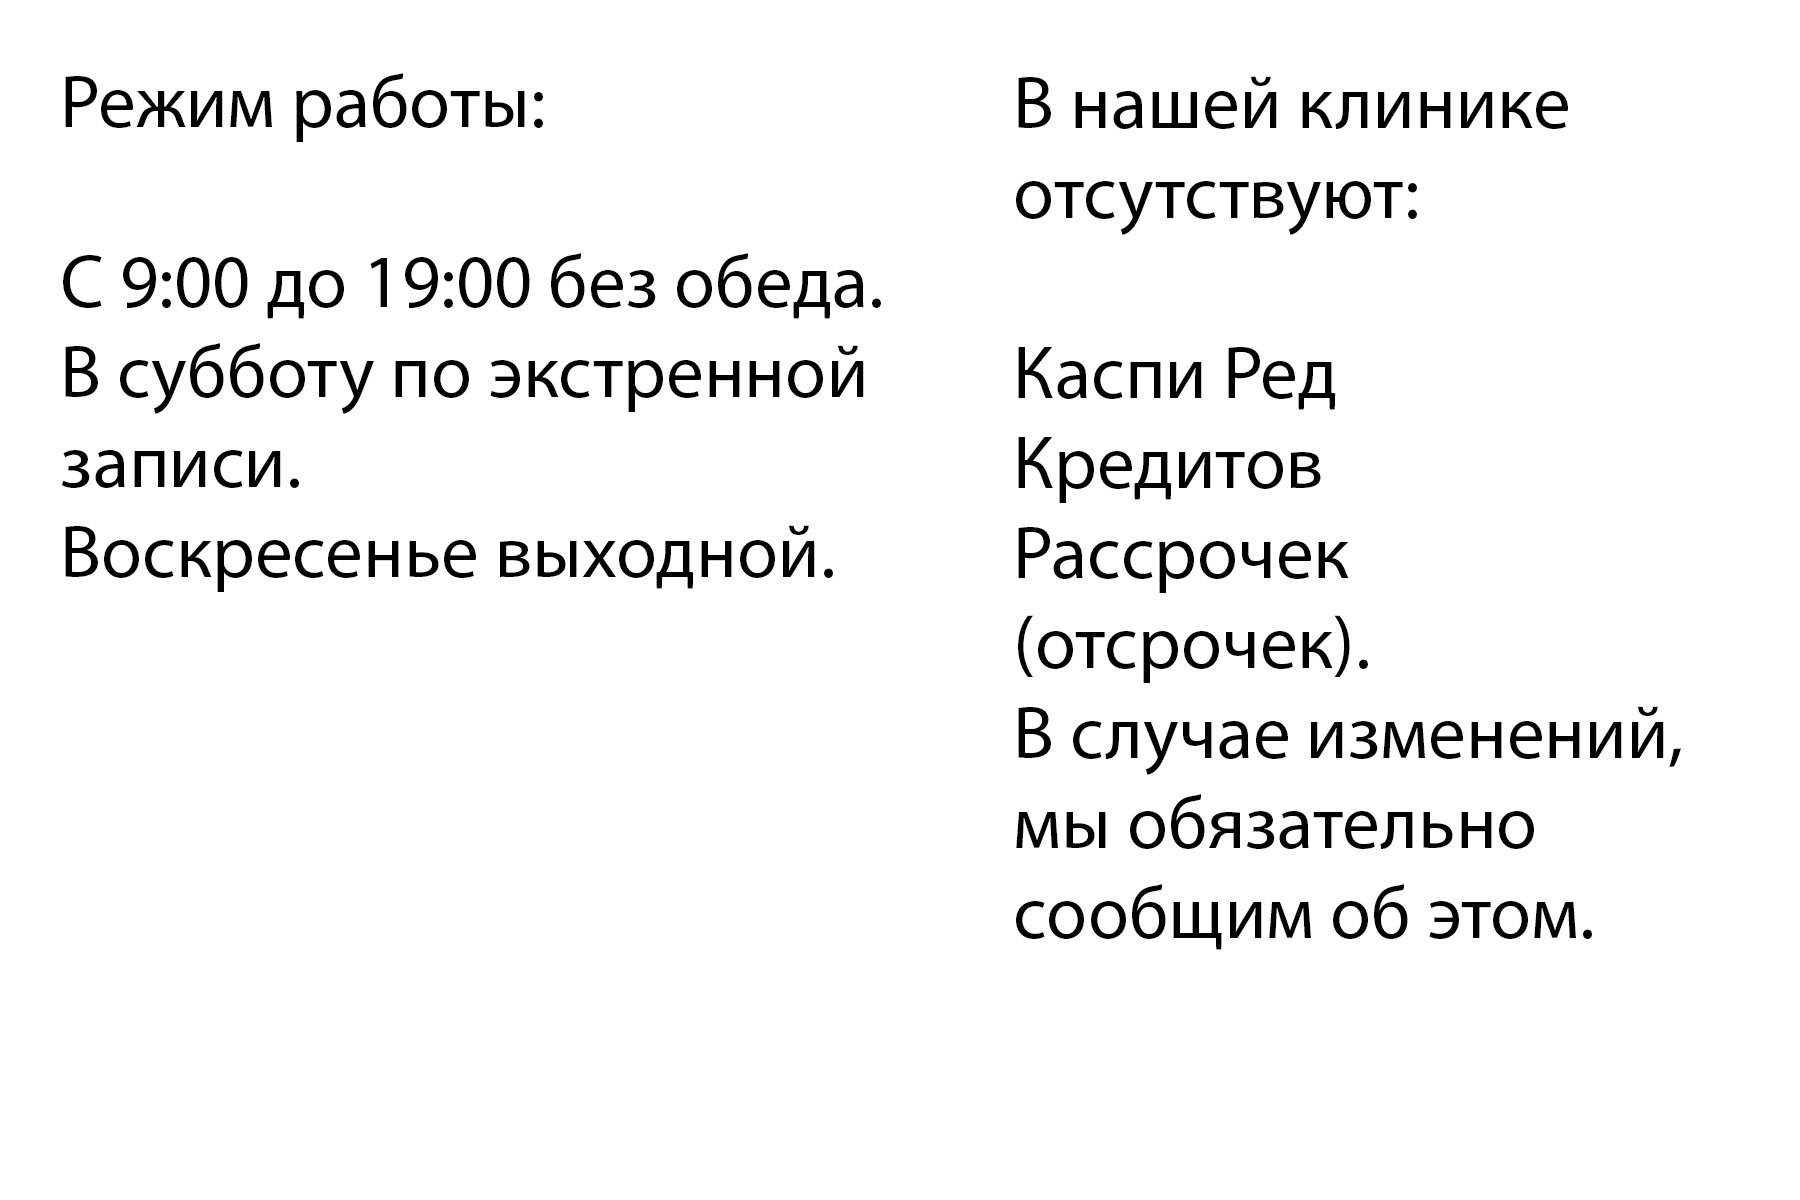 Режим работы:
С 9:00 до 19:00 без обеда.
В субботу по экстренной
записи.
Воскресенье выходной.
В нашей клинике
отсутствуют:
Каспи Ред
Кредитов
Рассрочек
(отсрочек).
В случае изменений,
мы обязательно
сообщим об этом.